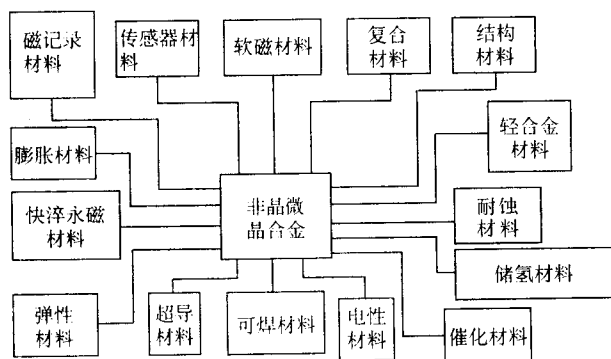 磁记录
材料
传感器材
料
软磁材料
复合
材料
结构
材料
膨胀材料
轻合金
材料
快淬永磁
材料
非晶微
晶合金
耐蚀
材料
储氢材料
弹性
材料
超导
材料
可焊材料
电性
材料
催化材料